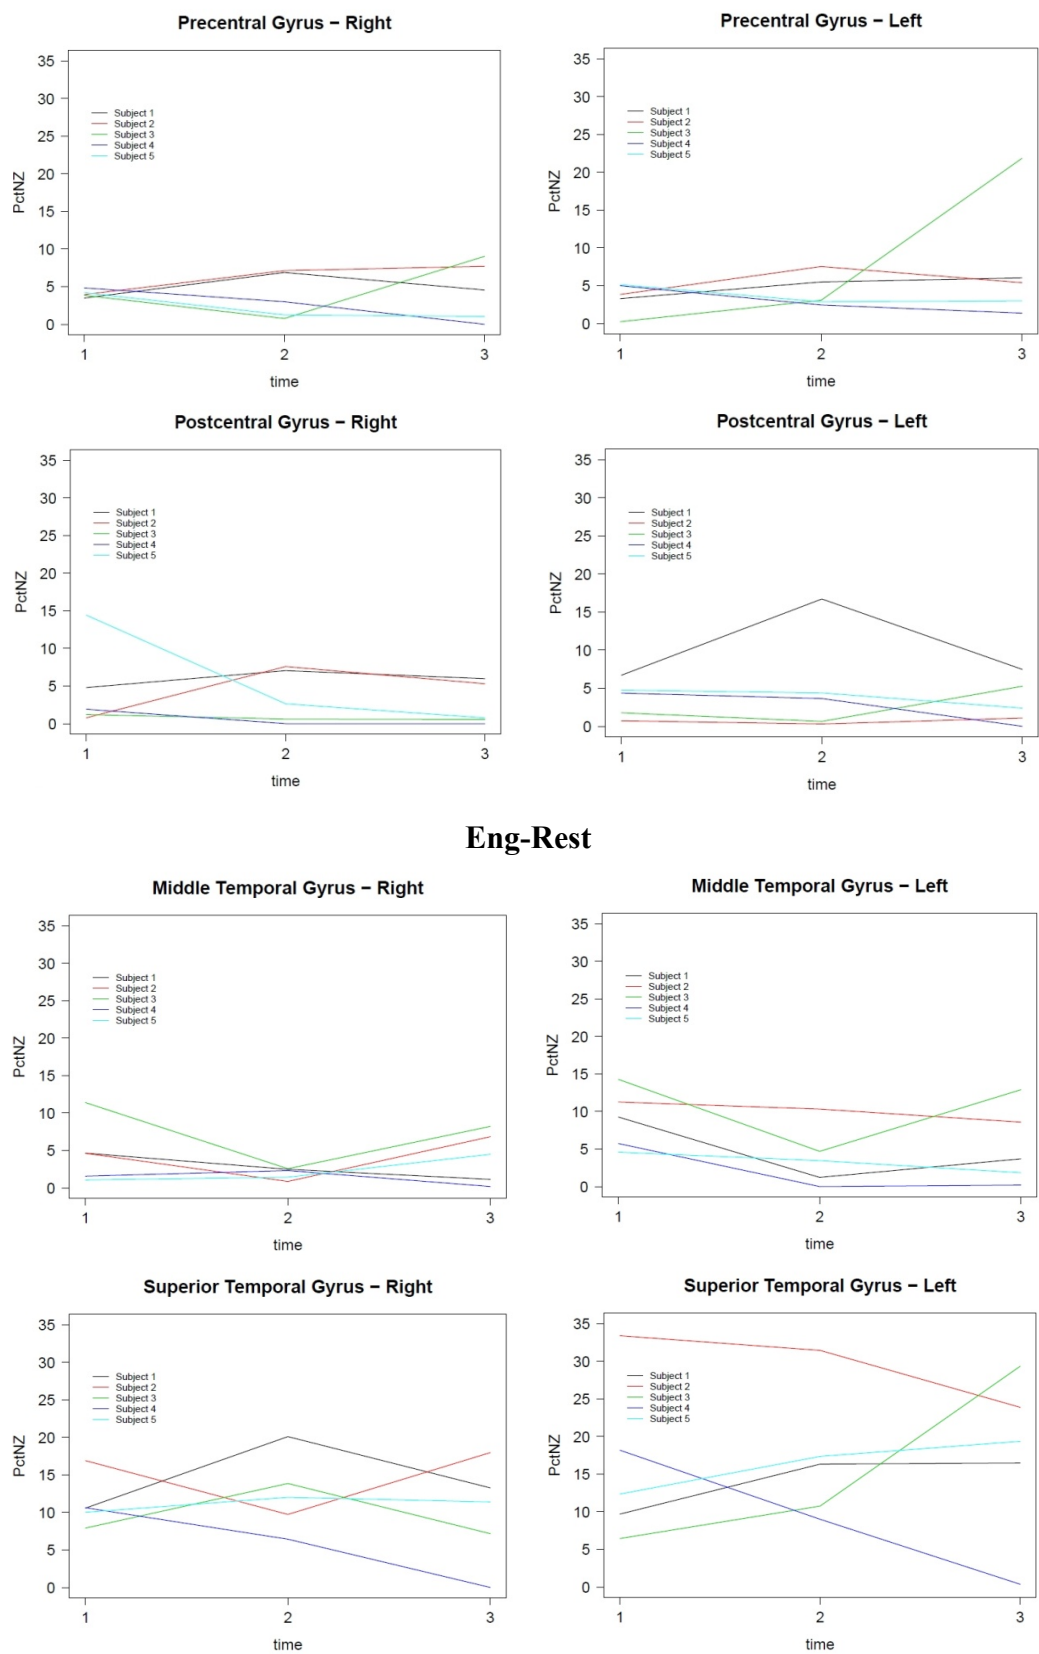 Precentral Gyrus − Right
35
30
25
20
15
10
5
0
PctNZ
Subject 1
Subject 2
Subject 3
Subject 4
Subject 5
1 2 3
time
Precentral Gyrus − Left
35
30
25
20
15
10
5
0
PctNZ
Subject 1
Subject 2
Subject 3
Subject 4
Subject 5
1 2 3
time
Postcentral Gyrus − Right
35
30
25
20
15
10
5
0
PctNZ
Subject 1
Subject 2
Subject 3
Subject 4
Subject 5
1 2 3
time
Postcentral Gyrus − Left
35
30
25
20
15
10
5
0
PctNZ
Subject 1
Subject 2
Subject 3
Subject 4
Subject 5
1 2 3
time
Eng-Rest
Middle Temporal Gyrus − Right
35
30
25
20
15
10
5
0
PctNZ
Subject 1
Subject 2
Subject 3
Subject 4
Subject 5
1 2 3
time
Middle Temporal Gyrus − Left
35
30
25
20
15
10
5
0
PctNZ
Subject 1
Subject 2
Subject 3
Subject 4
Subject 5
1 2 3
time
Superior Temporal Gyrus − Right
35
30
25
20
15
10
5
0
PctNZ
Subject 1
Subject 2
Subject 3
Subject 4
Subject 5
1 2 3
time
Superior Temporal Gyrus − Left
35
30
25
20
15
10
5
0
PctNZ
Subject 1
Subject 2
Subject 3
Subject 4
Subject 5
1 2 3
time